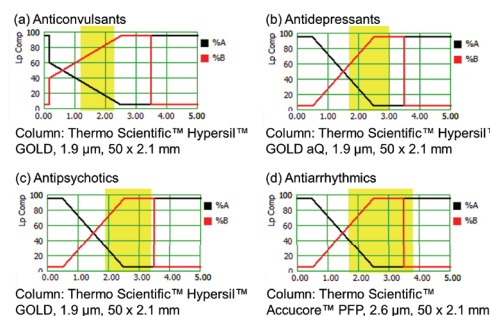 (a) Anticonvulsants
Lp Comp
100
80
60
40
20
0
0.00 1.00 2.00 3.00 4.00 5.00
%A
%B
Column: Thermo Scientific™ Hypersil™
GOLD, 1.9 μm, 50 x 2.1 mm
(b) Antidepressants
Lp Comp
100
80
60
40
20
0
0.00 1.00 2.00 3.00 4.00 5.00
%A
%B
Column: Thermo Scientific™ Hypersil™
GOLD aQ, 1.9 μm, 50 x 2.1 mm
(c) Antipsychotics
Lp Comp
100
80
60
40
20
0
0.00 1.00 2.00 3.00 4.00 5.00
%A
%B
Column: Thermo Scientific™ Hypersil™
GOLD, 1.9 μm, 50 x 2.1 mm
(d) Antiarrhythmics
Lp Comp
100
80
60
40
20
0
0.00 1.00 2.00 3.00 4.00 5.00
%A
%B
Column: Thermo Scientific™
Accucore™ PFP, 2.6 μm, 50 x 2.1 mm